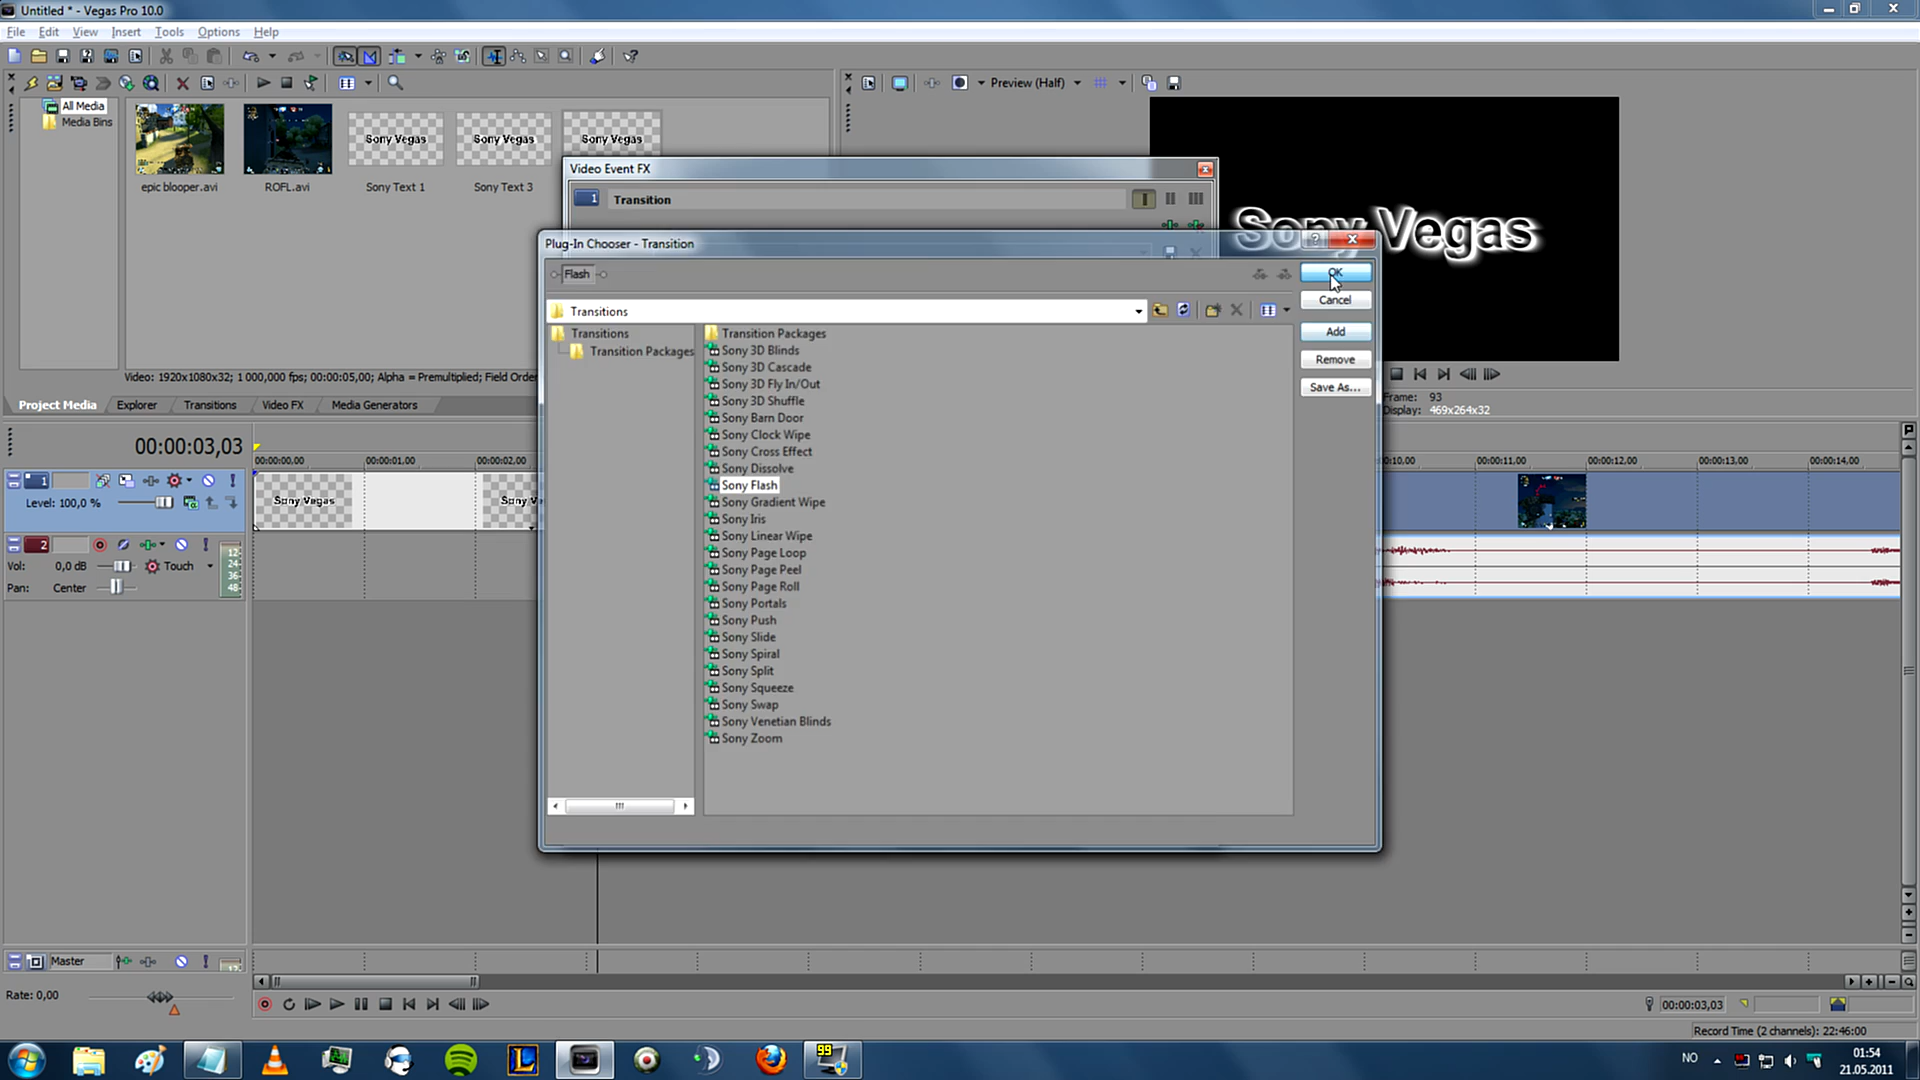 Untitled * - Vegas Pro 10.0
File Edit View Insert Tools Options Help
Preview (Half)
All Media
Media Bins
Sony Vegas
Sony Vegas
Sony Vegas
epic blooper.avi
ROFL.avi
Sony Text 1
Sony Text 3
Video: 1920x1080x32; 1 000,000 fps; 00:00:05,00; Alpha = Premultiplied; Field Orde
Project Media
Explorer
Transitions
Video FX
Media Generators
Video Event FX
1
Transition
Sony Vegas
Plug-In Chooser - Transition
Flash
OK
Cancel
Add
Remove
Save As...
Transitions
Transitions
Transition Packages
Transition Packages
Sony 3D Blinds
Sony 3D Cascade
Sony 3D Fly In/Out
Sony 3D Shuffle
Sony Barn Door
Sony Clock Wipe
Sony Cross Effect
Sony Dissolve
Sony Flash
Sony Gradient Wipe
Sony Iris
Sony Linear Wipe
Sony Page Loop
Sony Page Peel
Sony Page Roll
Sony Portals
Sony Push
Sony Slide
Sony Spiral
Sony Split
Sony Squeeze
Sony Swap
Sony Venetian Blinds
Sony Zoom
Frame: 93
Display: 469x264x32
00:00:03,03
00:00:00,00
00:00:01,00
00:00:02,00
:10,00
00:00:11,00
00:00:12,00
00:00:13,00
00:00:14,00
1
Level: 100,0 %
Sony Vegas
Sony V
2
Vol: 0,0 dB
Touch
Pan: Center
12
24
36
48
Master
Rate: 0,00
00:00:03,03
Record Time (2 channels): 22:46:00
99
NO
01:54
21.05.2011